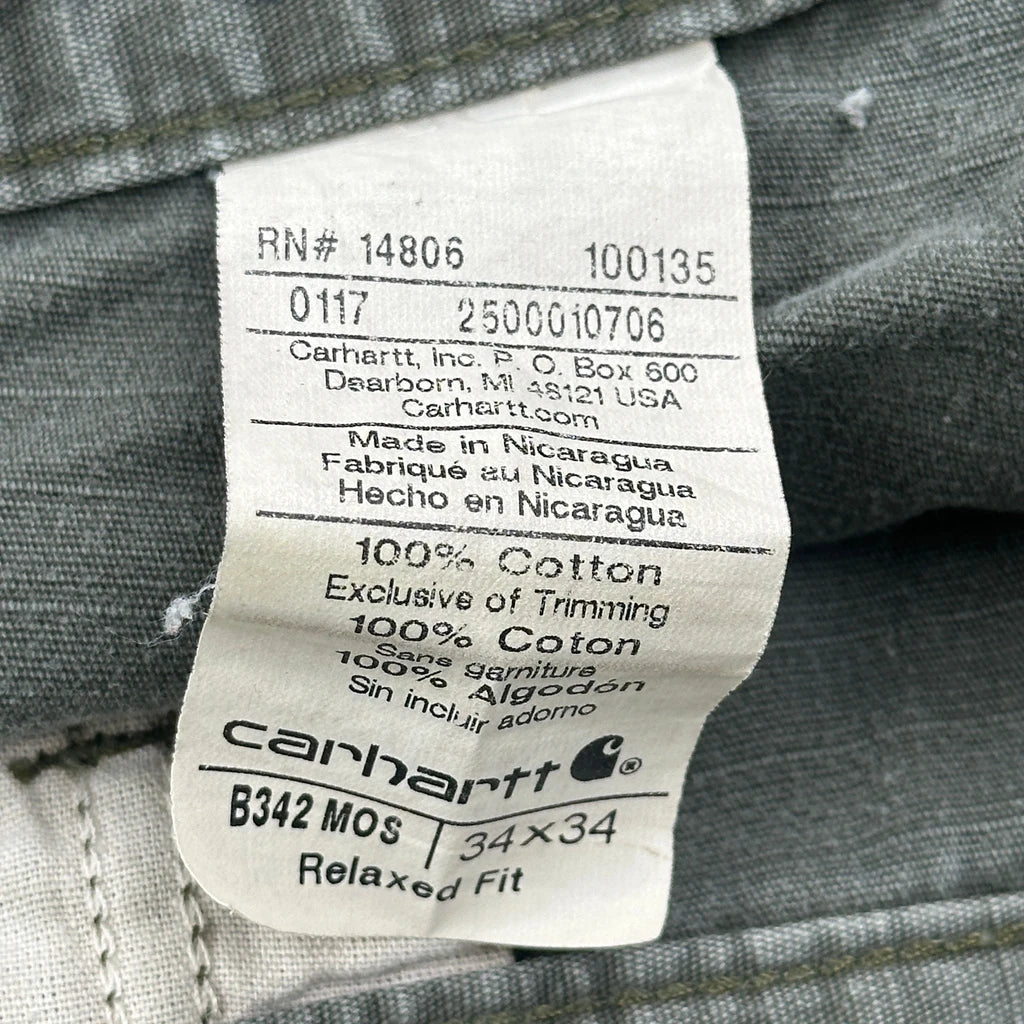 RN# 14806 100135
0117 2500010706
Carhartt, Inc. P. O. Box 600
Dearborn, MI 48121 USA
Carhartt.com
Made in Nicaragua
Fabriqué au Nicaragua
Hecho en Nicaragua
100% Cotton
Exclusive of Trimming
100% Coton
Sans garniture
100% Algodón
Sin incluir adorno
carhartt ®
B342 MOS | 34×34
Relaxed Fit